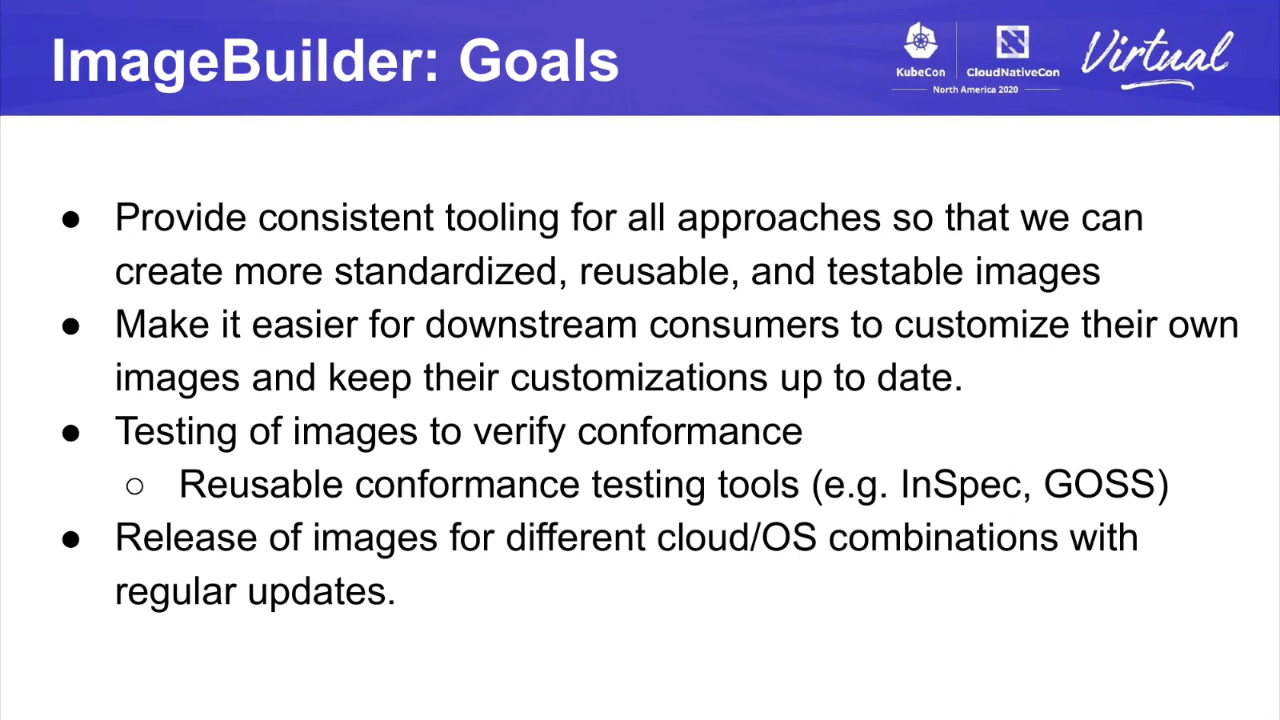 ImageBuilder: Goals
KubeCon
CloudNativeCon
North America 2020
Virtual
● Provide consistent tooling for all approaches so that we can
create more standardized, reusable, and testable images
● Make it easier for downstream consumers to customize their own
images and keep their customizations up to date.
● Testing of images to verify conformance
○ Reusable conformance testing tools (e.g. InSpec, GOSS)
● Release of images for different cloud/OS combinations with
regular updates.